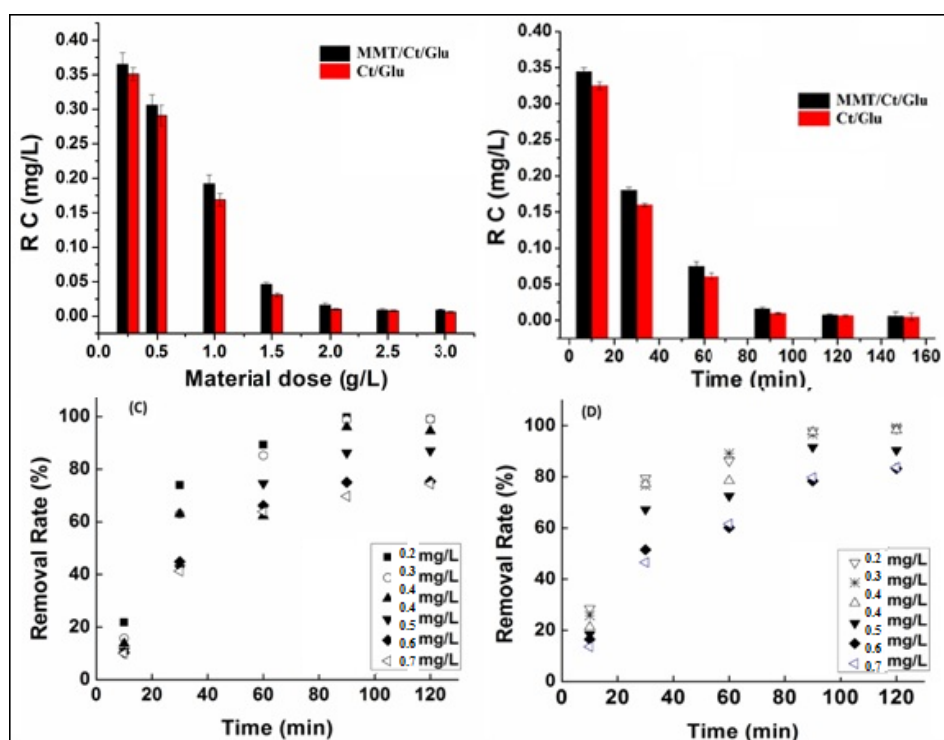 0.40
0.35
0.30
0.25
0.20
0.15
0.10
0.05
0.00
R C (mg/L)
MMT/Ct/Glu
Ct/Glu
0.0 0.5 1.0 1.5 2.0 2.5 3.0
Material dose (g/L)
0.40
0.35
0.30
0.25
0.20
0.15
0.10
0.05
0.00
R C (mg/L)
MMT/Ct/Glu
Ct/Glu
0 20 40 60 80 100 120 140 160
Time (min)
(C)
100
80
60
40
20
0
Removal Rate (%)
0.2 mg/L
0.3 mg/L
0.4 mg/L
0.4
0.5 mg/L
0.6 mg/L
0.7 mg/L
0 20 40 60 80 100 120
Time (min)
(D)
100
80
60
40
20
0
Removal Rate (%)
0.2 mg/L
0.3 mg/L
0.4 mg/L
0.4
0.5 mg/L
0.6 mg/L
0.7 mg/L
0 20 40 60 80 100 120
Time (min)